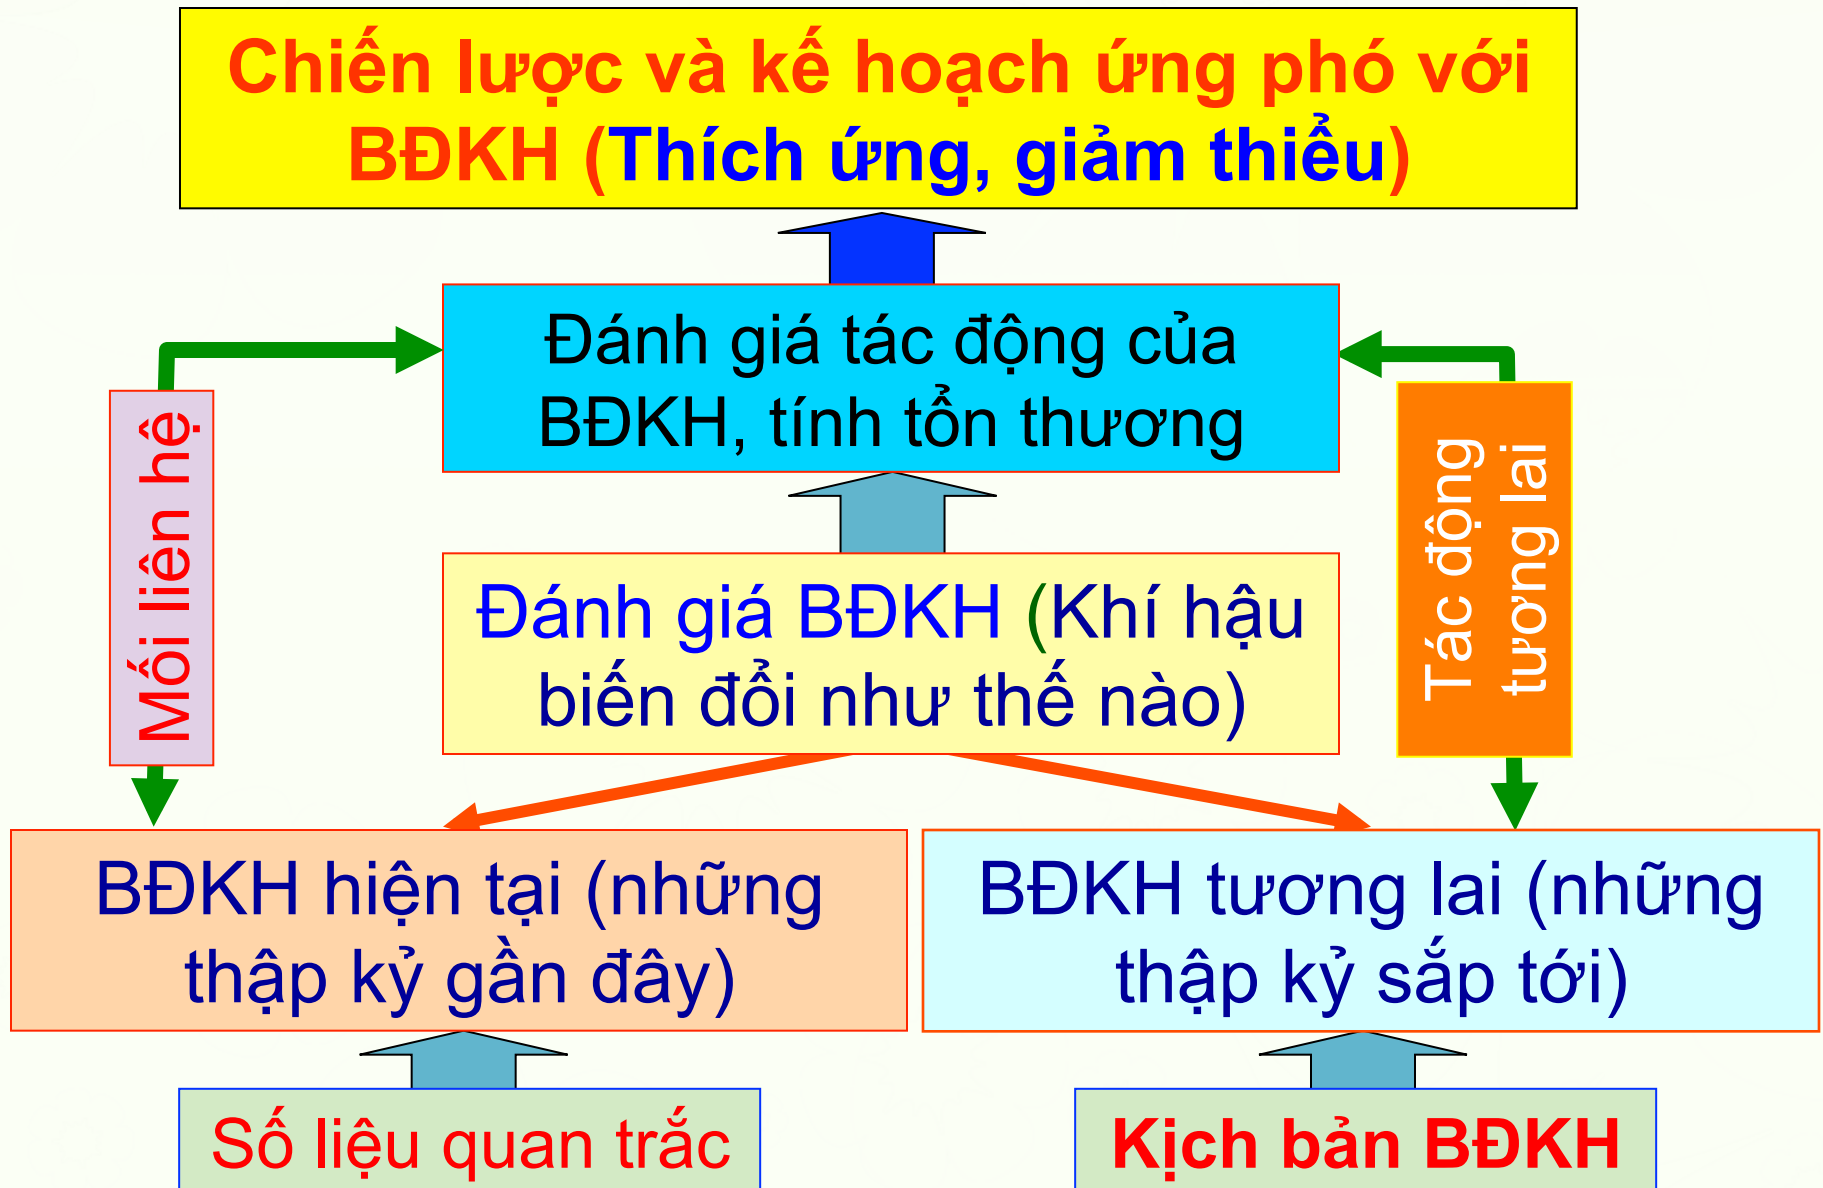 Chiến lược và kế hoạch ứng phó với
BĐKH (Thích ứng, giảm thiểu)
Đánh giá tác động của
BĐKH, tính tổn thương
Mối liên hệ
Tác động
tương lai
Đánh giá BĐKH (Khí hậu
biến đổi như thế nào)
BĐKH hiện tại (những
thập kỷ gần đây)
BĐKH tương lai (những
thập kỷ sắp tới)
Số liệu quan trắc
Kịch bản BĐKH